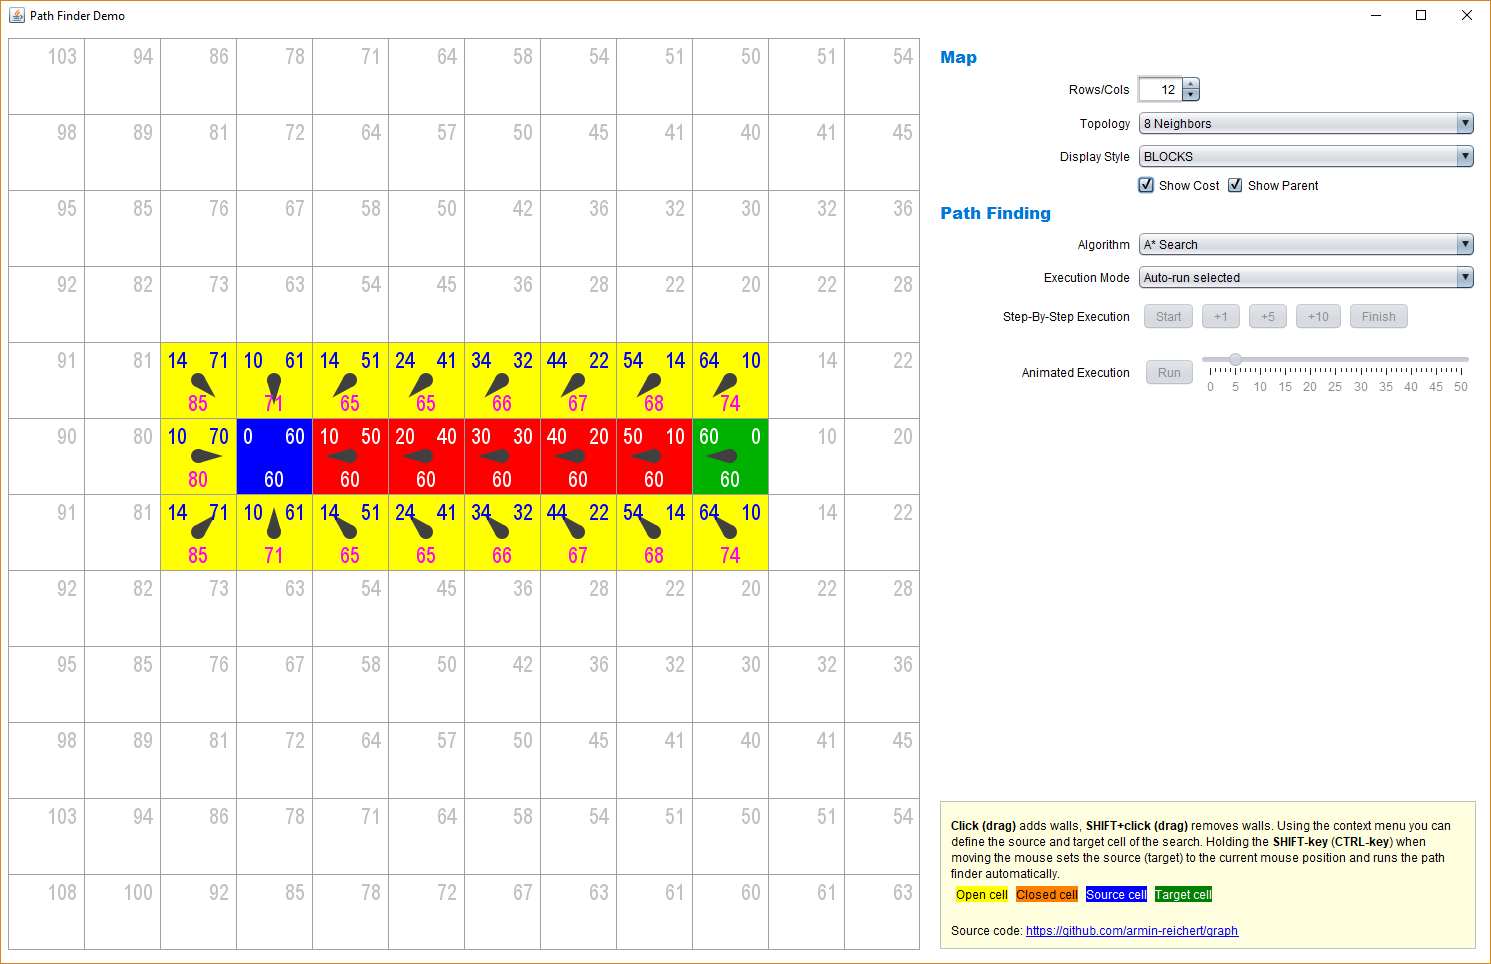 Path Finder Demo
103 94 86 78 71 64 58 54 51 50 51 54
98 89 81 72 64 57 50 45 41 40 41 45
95 85 76 67 58 50 42 36 32 30 32 36
92 82 73 63 54 45 36 28 22 20 22 28
91 81 14 71 10 61 14 51 24 41 34 32 44 22 54 14 64 10 14 22
85 71 65 65 66 67 68 74
90 80 10 70 0 60 10 50 20 40 30 30 40 20 50 10 60 0 10 20
80 60 60 60 60 60 60 60
91 81 14 71 10 61 14 51 24 41 34 32 44 22 54 14 64 10 14 22
85 71 65 65 66 67 68 74
92 82 73 63 54 45 36 28 22 20 22 28
95 85 76 67 58 50 42 36 32 30 32 36
98 89 81 72 64 57 50 45 41 40 41 45
103 94 86 78 71 64 58 54 51 50 51 54
108 100 92 85 78 72 67 63 61 60 61 63
Map
Rows/Cols 12
Topology 8 Neighbors
Display Style BLOCKS
Show Cost Show Parent
Path Finding
Algorithm A* Search
Execution Mode Auto-run selected
Step-By-Step Execution Start +1 +5 +10 Finish
Animated Execution Run
0 5 10 15 20 25 30 35 40 45 50
Click (drag) adds walls, SHIFT+click (drag) removes walls. Using the context menu you can
define the source and target cell of the search. Holding the SHIFT-key (CTRL-key) when
moving the mouse sets the source (target) to the current mouse position and runs the path
finder automatically.
Open cell Closed cell Source cell Target cell
Source code: https://github.com/armin-reichert/graph